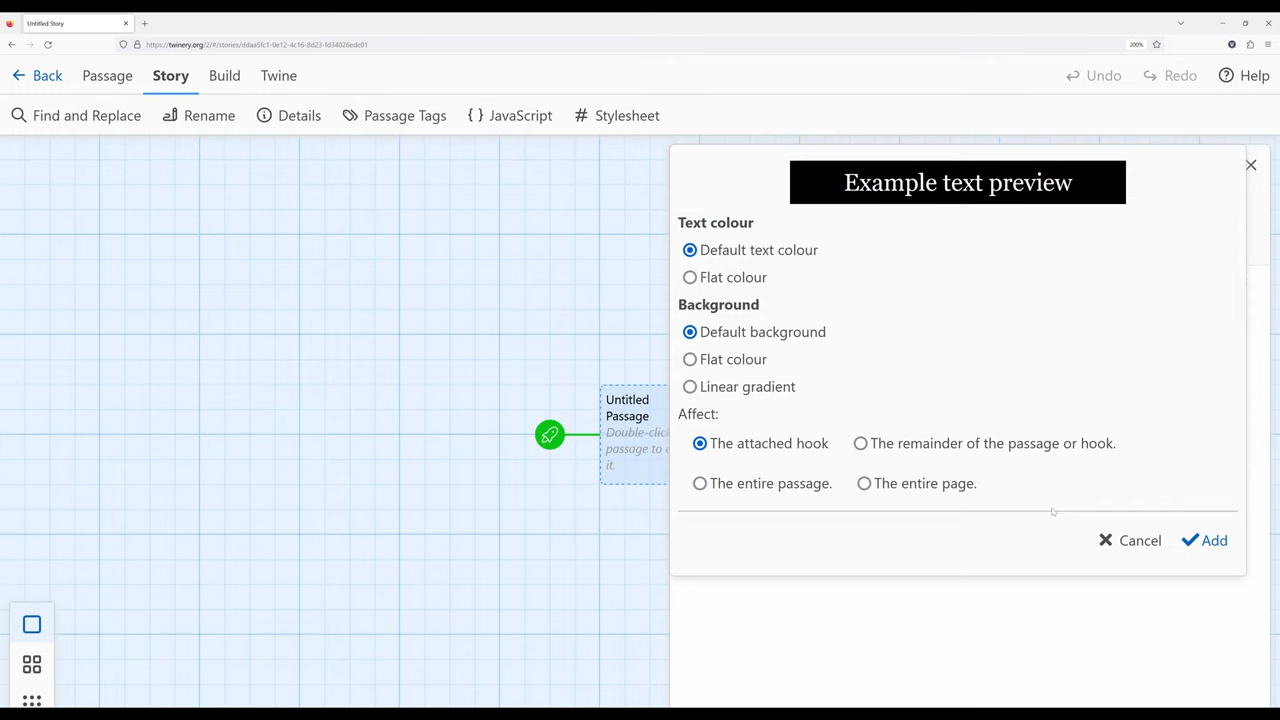 Untitled Story
https://twinery.org/2/#/stories/ddaa5fc1-0e12-4c16-8d23-fd34026edc01
200%
Back Passage Story Build Twine Undo Redo Help
Find and Replace Rename Details Passage Tags { } JavaScript # Stylesheet
Example text preview
Text colour
Default text colour
Flat colour
Background
Default background
Flat colour
Linear gradient
Affect:
The attached hook The remainder of the passage or hook.
The entire passage. The entire page.
Cancel Add
Untitled
Passage
Double-clic
passage to e
it.